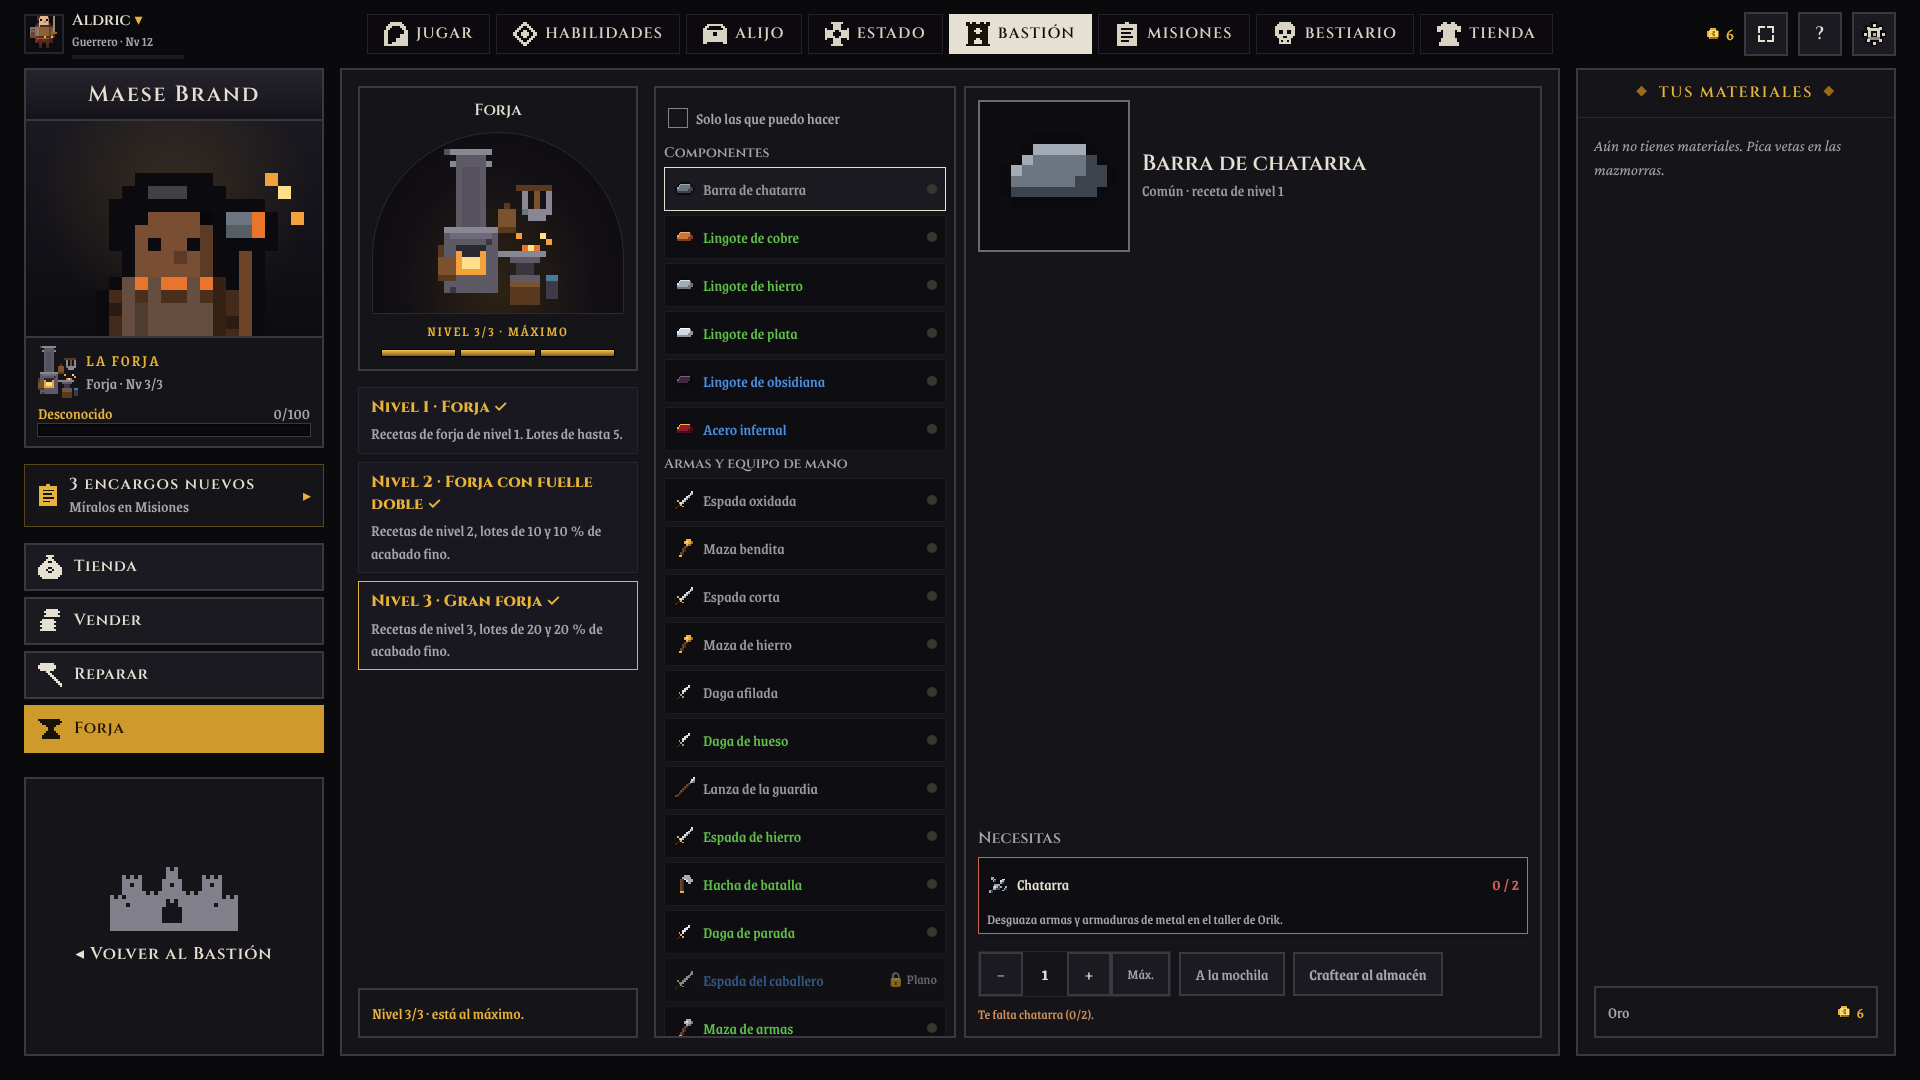 Aldric ▼
Guerrero · Nv 12
Jugar
Habilidades
Alijo
Estado
Bastión
Misiones
Bestiario
Tienda
6
?
Maese Brand
La Forja
Forja · Nv 3/3
Desconocido
0/100
3 encargos nuevos
Míralos en Misiones
▶
Tienda
Vender
Reparar
Forja
◄ Volver al Bastión
Forja
NIVEL 3/3 · MÁXIMO
Nivel 1 · Forja ✓
Recetas de forja de nivel 1. Lotes de hasta 5.
Nivel 2 · Forja con fuelle
doble ✓
Recetas de nivel 2, lotes de 10 y 10 % de
acabado fino.
Nivel 3 · Gran forja ✓
Recetas de nivel 3, lotes de 20 y 20 % de
acabado fino.
Nivel 3/3 · está al máximo.
Solo las que puedo hacer
Componentes
Barra de chatarra
Lingote de cobre
Lingote de hierro
Lingote de plata
Lingote de obsidiana
Acero infernal
Armas y equipo de mano
Espada oxidada
Maza bendita
Espada corta
Maza de hierro
Daga afilada
Daga de hueso
Lanza de la guardia
Espada de hierro
Hacha de batalla
Daga de parada
Espada del caballero
Plano
Maza de armas
Barra de chatarra
Común · receta de nivel 1
Necesitas
Chatarra
0 / 2
Desguaza armas y armaduras de metal en el taller de Orik.
−
1
+
Máx.
A la mochila
Craftear al almacén
Te falta chatarra (0/2).
◆ Tus materiales ◆
Aún no tienes materiales. Pica vetas en las
mazmorras.
Oro
6